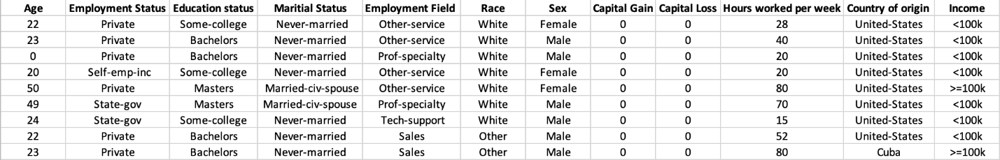 Age Employment Status Education status Maritial Status Employment Field Race Sex Capital Gain Capital Loss Hours worked per week Country of origin Income
22 Private Some-college Never-married Other-service White Female 0 0 28 United-States <100k
23 Private Bachelors Never-married Other-service White Male 0 0 40 United-States <100k
0 Private Bachelors Never-married Prof-specialty White Male 0 0 20 United-States <100k
20 Self-emp-inc Some-college Never-married Other-service White Female 0 0 20 United-States <100k
50 Private Masters Married-civ-spouse Other-service White Female 0 0 80 United-States >=100k
49 State-gov Masters Married-civ-spouse Prof-specialty White Male 0 0 70 United-States <100k
24 State-gov Some-college Never-married Tech-support White Male 0 0 15 United-States <100k
22 Private Bachelors Never-married Sales Other Male 0 0 52 United-States <100k
23 Private Bachelors Never-married Sales Other Male 0 0 80 Cuba >=100k